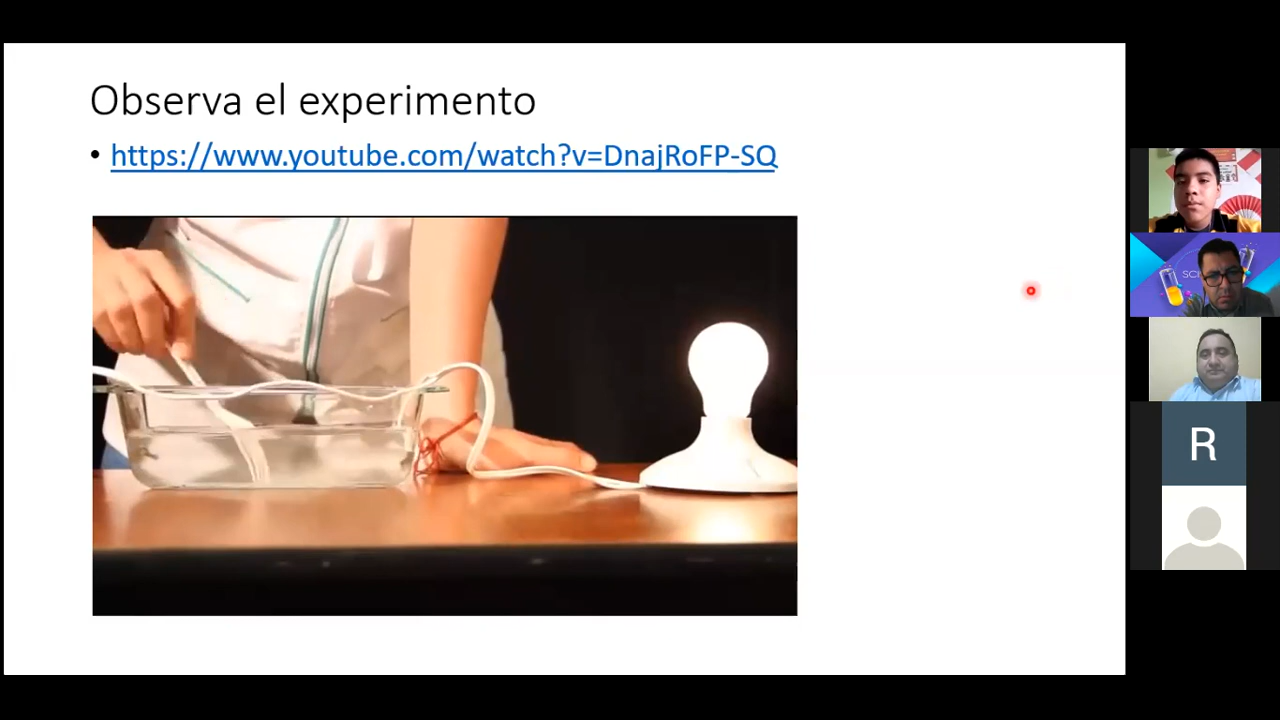 Observa el experimento
• https://www.youtube.com/watch?v=DnajRoFP-SQ
R